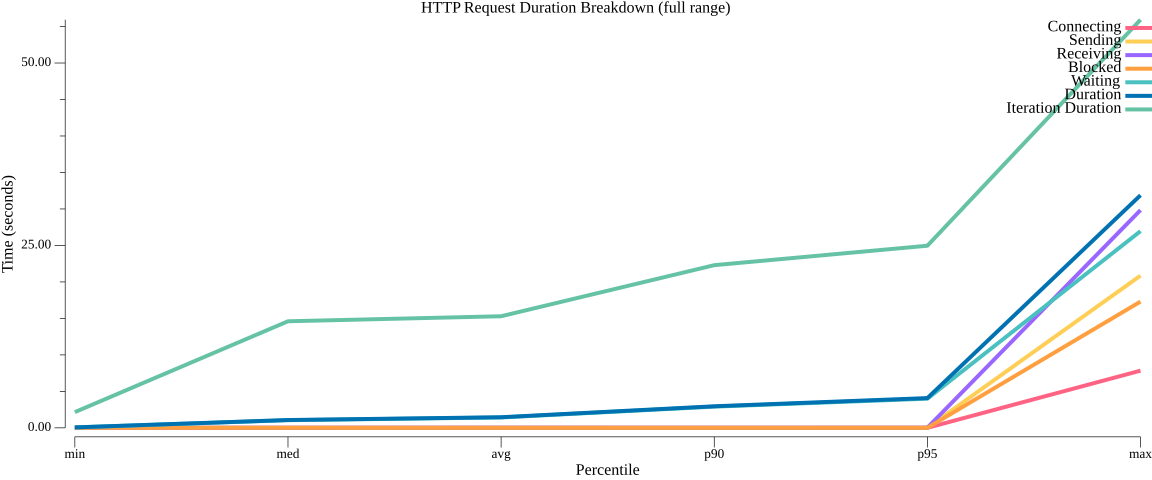 HTTP Request Duration Breakdown (full range)
Connecting
Sending
Receiving
Blocked
Waiting
Duration
Iteration Duration
50.00
25.00
0.00
Time (seconds)
min med avg p90 p95 max
Percentile